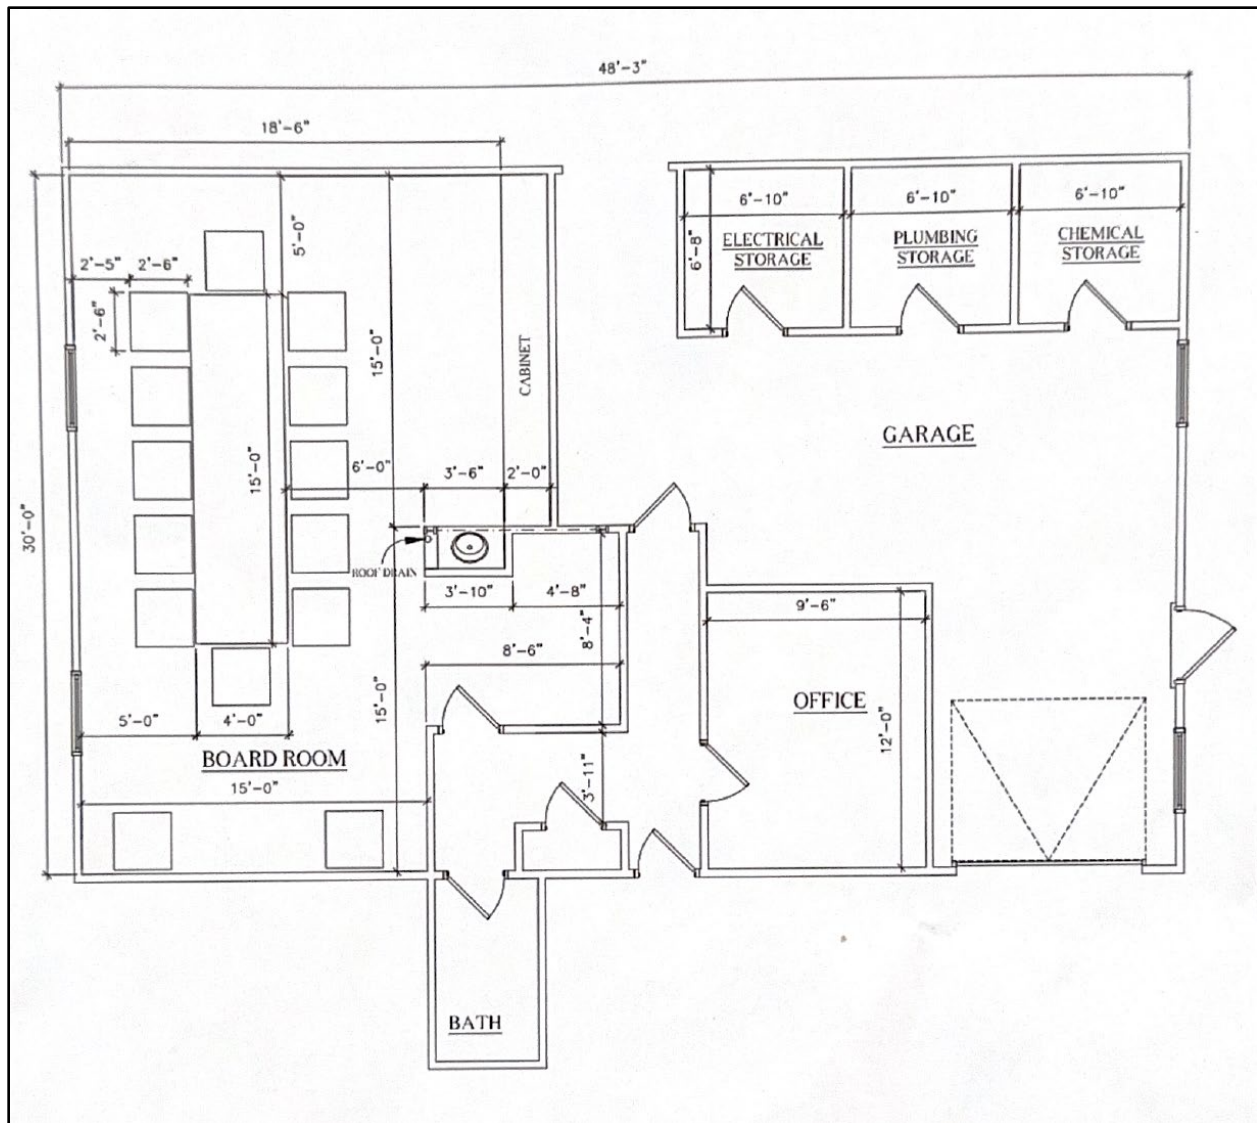 48'-3"
18'-6"
6'-10"
6'-10"
6'-10"
5'-0"
6'-8"
ELECTRICAL
STORAGE
PLUMBING
STORAGE
CHEMICAL
STORAGE
2'-5"
2'-6"
2'-6"
15'-0"
CABINET
GARAGE
15'-0"
6'-0"
3'-6"
2'-0"
30'-0"
ROOF DRAIN
3'-10"
4'-8"
8'-4"
9'-6"
8'-6"
OFFICE
5'-0"
4'-0"
15'-0"
12'-0"
BOARD ROOM
3'-11"
15'-0"
BATH